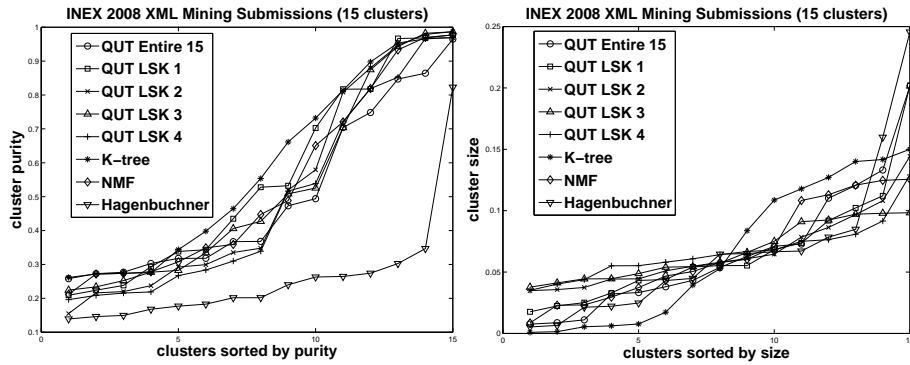 INEX 2008 XML Mining Submissions (15 clusters)
1
0.9
0.8
0.7
0.6
0.5
0.4
0.3
0.2
0.1
cluster purity
QUT Entire 15
QUT LSK 1
QUT LSK 2
QUT LSK 3
QUT LSK 4
K-tree
NMF
Hagenbuchner
0 5 10 15
clusters sorted by purity
INEX 2008 XML Mining Submissions (15 clusters)
0.25
0.2
0.15
0.1
0.05
0
cluster size
QUT Entire 15
QUT LSK 1
QUT LSK 2
QUT LSK 3
QUT LSK 4
K-tree
NMF
Hagenbuchner
0 5 10 15
clusters sorted by size